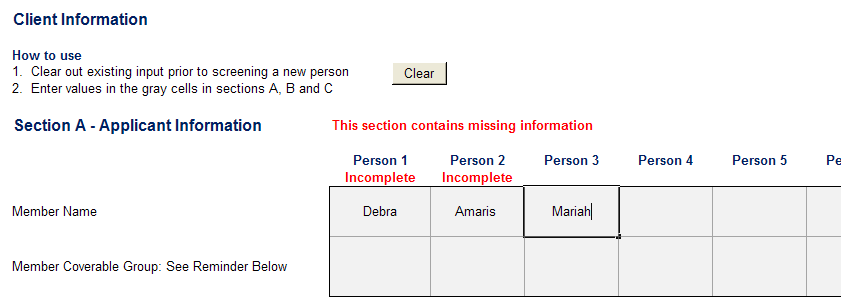 Client Information
How to use
1. Clear out existing input prior to screening a new person
2. Enter values in the gray cells in sections A, B and C
Clear
Section A - Applicant Information
This section contains missing information
Person 1 Person 2 Person 3 Person 4 Person 5 Pe
Incomplete Incomplete
Member Name Debra Amaris Mariah
Member Coverable Group: See Reminder Below